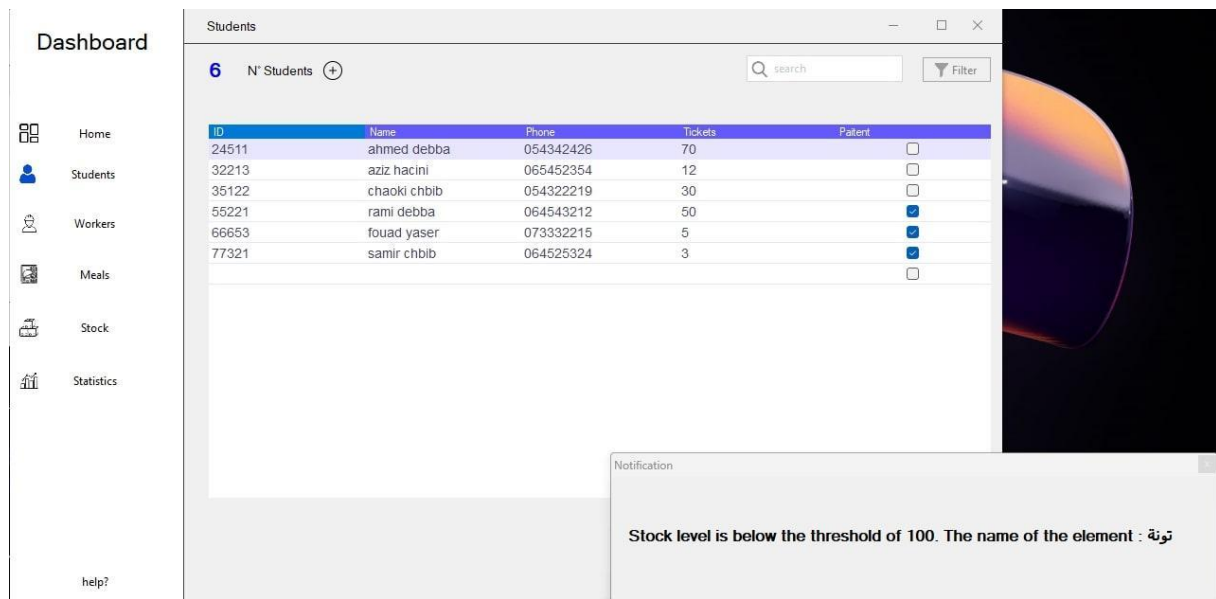 Dashboard
Home
Students
Workers
Meals
Stock
Statistics
help?
Students
6 N° Students
search
Filter
ID Name Phone Tickets Paitent
24511 ahmed debba 054342426 70
32213 aziz hacini 065452354 12
35122 chaoki chbib 054322219 30
55221 rami debba 064543212 50
66653 fouad yaser 073332215 5
77321 samir chbib 064525324 3
Notification
Stock level is below the threshold of 100. The name of the element : تونة